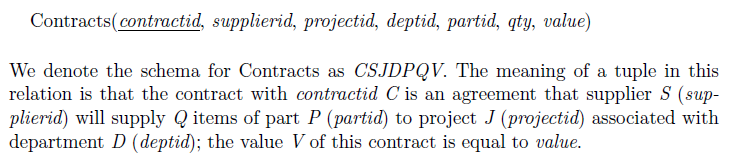 Contracts(contractid, supplierid, projectid, deptid, partid, qty, value)
We denote the schema for Contracts as CSJDPQV. The meaning of a tuple in this
relation is that the contract with contractid C is an agreement that supplier S (sup-
plierid) will supply Q items of part P (partid) to project J (projectid) associated with
department D (deptid); the value V of this contract is equal to value.